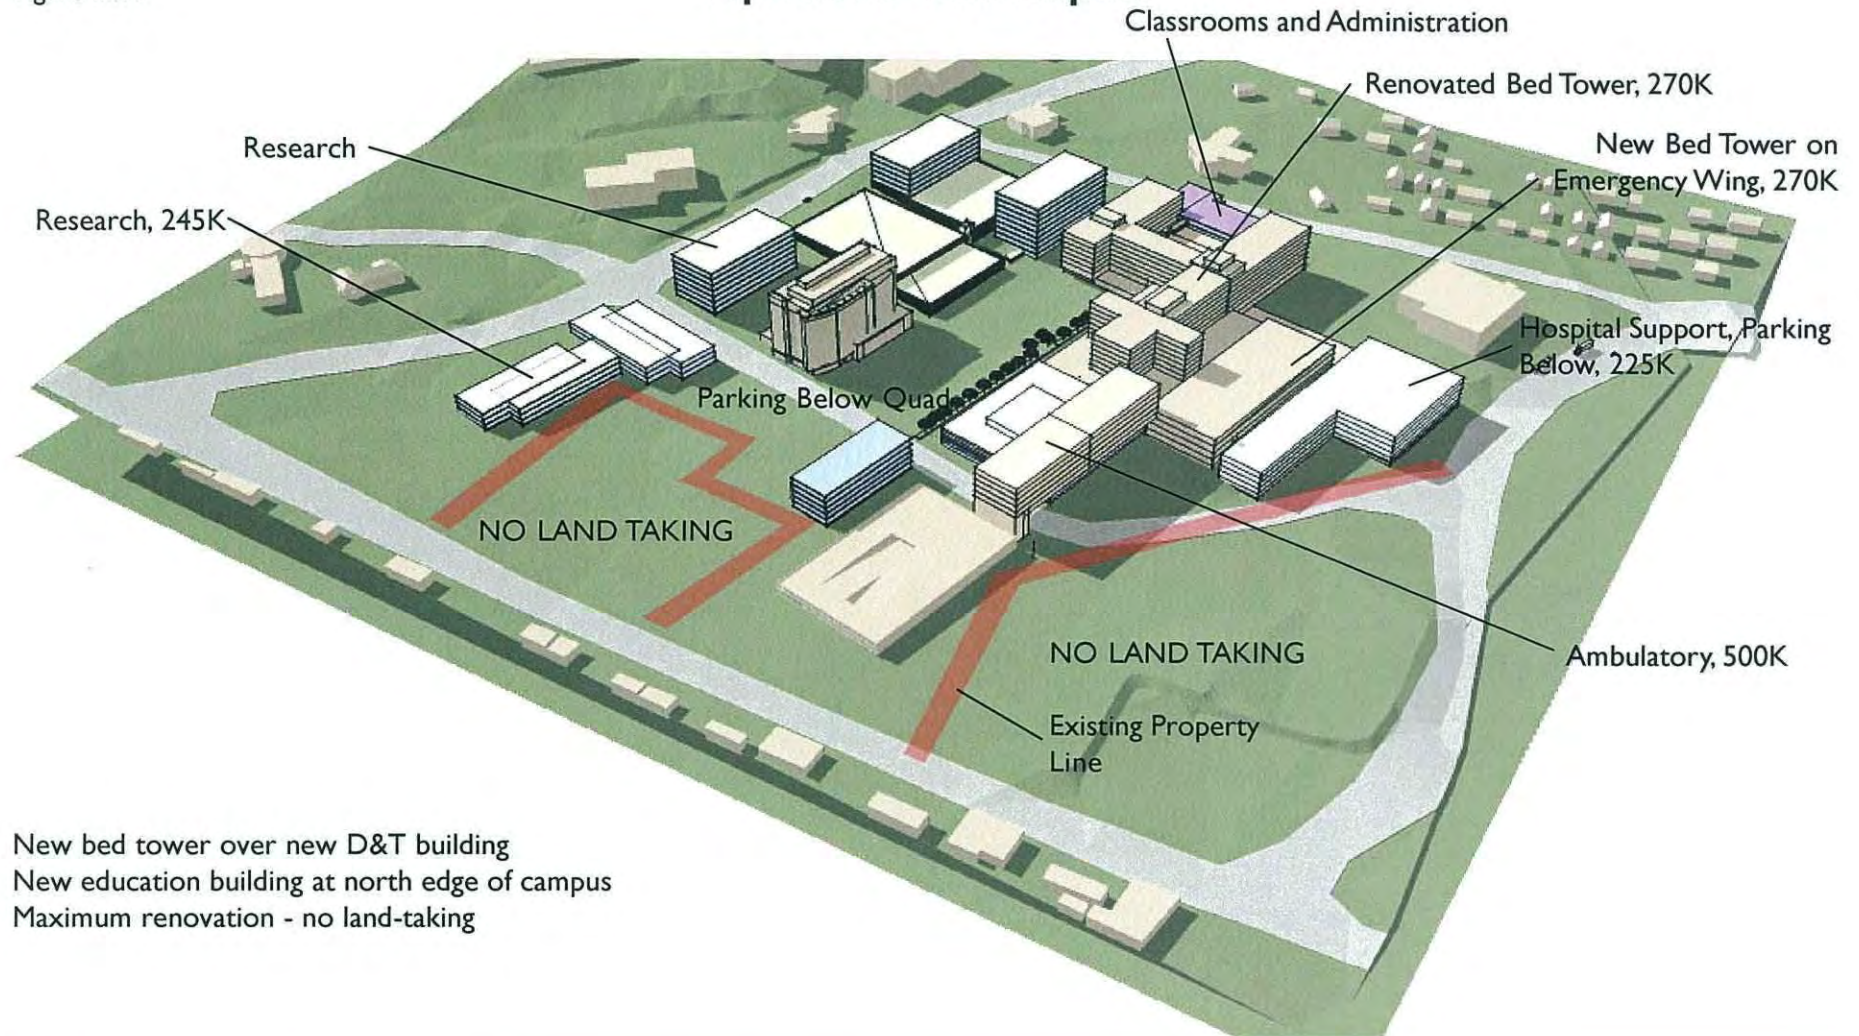 Classrooms and Administration
Renovated Bed Tower, 270K
New Bed Tower on
Emergency Wing, 270K
Research
Research, 245K
Hospital Support, Parking
Below, 225K
Parking Below Quad
NO LAND TAKING
NO LAND TAKING
Ambulatory, 500K
Existing Property
Line
New bed tower over new D&T building
New education building at north edge of campus
Maximum renovation - no land-taking